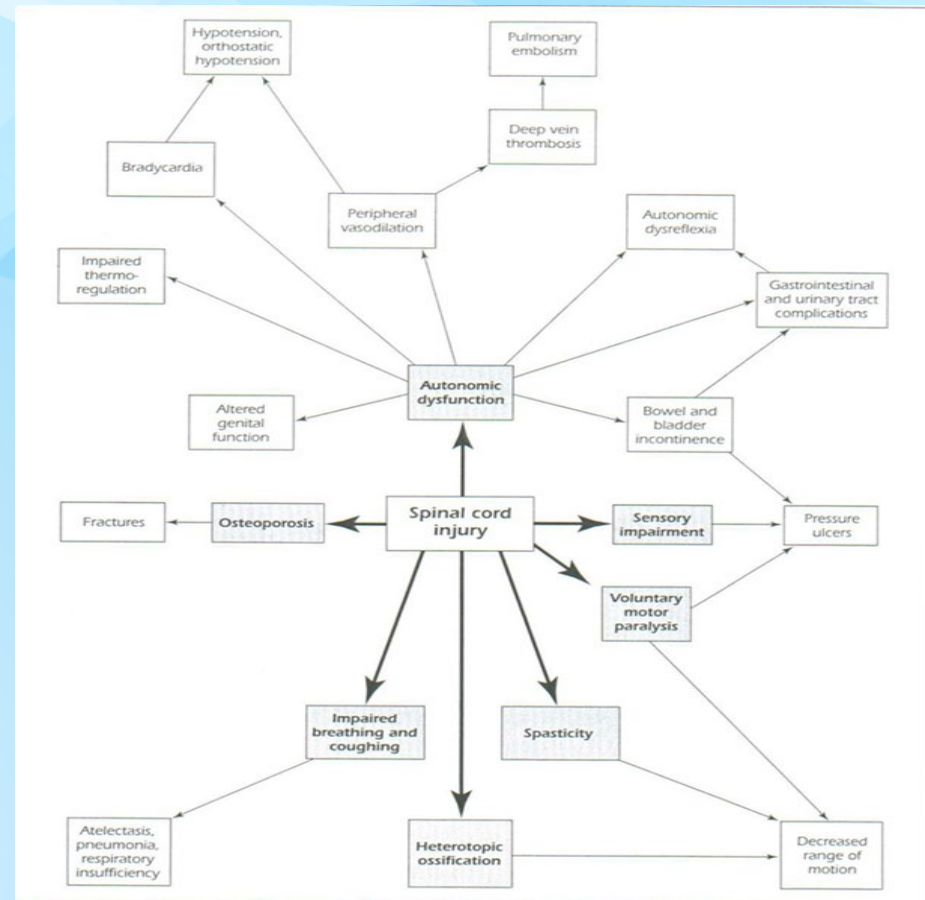 Hypotension,
orthostatic
hypotension
Pulmonary
embolism
Deep vein
thrombosis
Bradycardia
Peripheral
vasodilation
Autonomic
dysreflexia
Impaired
thermo-
regulation
Gastrointestinal
and urinary tract
complications
Autonomic
dysfunction
Altered
genital
function
Bowel and
bladder
incontinence
Fractures
Osteoporosis
Spinal cord
injury
Sensory
impairment
Pressure
ulcers
Voluntary
motor
paralysis
Impaired
breathing and
coughing
Spasticity
Atelectasis,
pneumonia,
respiratory
insufficiency
Heterotopic
ossification
Decreased
range of
motion